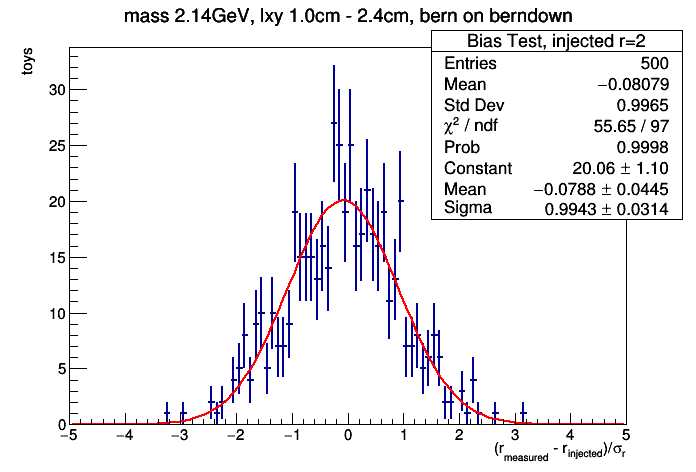 mass 2.14GeV, lxy 1.0cm - 2.4cm, bern on berndown
toys
Bias Test, injected r=2
Entries 500
Mean −0.08079
Std Dev 0.9965
χ² / ndf 55.65 / 97
Prob 0.9998
Constant 20.06 ± 1.10
Mean −0.0788 ± 0.0445
Sigma 0.9943 ± 0.0314
30
25
20
15
10
5
0
−5 −4 −3 −2 −1 0 1 2 3 4 5
(r_measured - r_injected)/σ_r